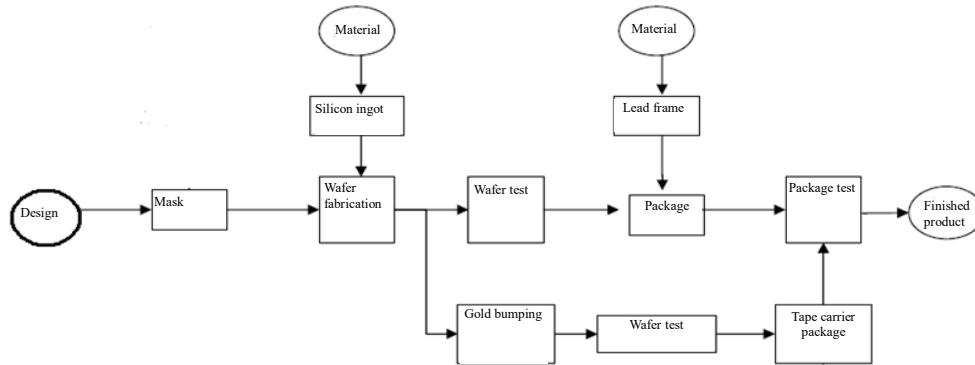 Material
Material
Silicon ingot
Lead frame
Design
Mask
Wafer
fabrication
Wafer test
Package
Package test
Finished
product
Gold bumping
Wafer test
Tape carrier
package